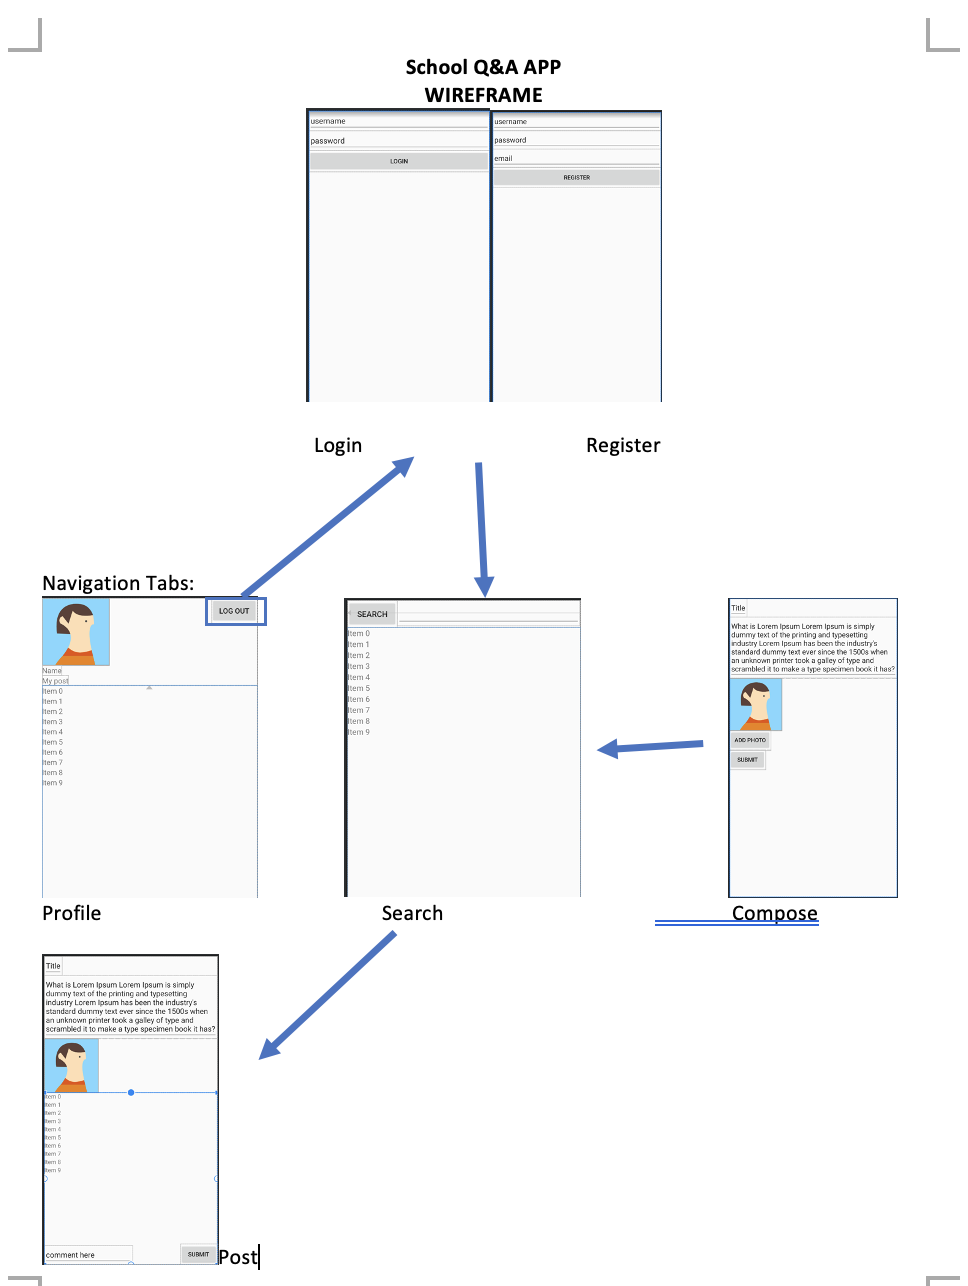 School Q&A APP
WIREFRAME
username
password
LOGIN
username
password
email
REGISTER
Login
Register
Navigation Tabs:
LOG OUT
Name
My post
Item 0
Item 1
Item 2
Item 3
Item 4
Item 5
Item 6
Item 7
Item 8
Item 9
Profile
SEARCH
Item 0
Item 1
Item 2
Item 3
Item 4
Item 5
Item 6
Item 7
Item 8
Item 9
Search
Title
What is Lorem Ipsum Lorem Ipsum is simply
dummy text of the printing and typesetting
industry Lorem Ipsum has been the industry's
standard dummy text ever since the 1500s when
an unknown printer took a galley of type and
scrambled it to make a type specimen book it has?
ADD PHOTO
SUBMIT
Compose
Title
What is Lorem Ipsum Lorem Ipsum is simply
dummy text of the printing and typesetting
industry Lorem Ipsum has been the industry's
standard dummy text ever since the 1500s when
an unknown printer took a galley of type and
scrambled it to make a type specimen book it has?
Item 0
Item 1
Item 2
Item 3
Item 4
Item 5
Item 6
Item 7
Item 8
Item 9
comment here
SUBMIT
Post